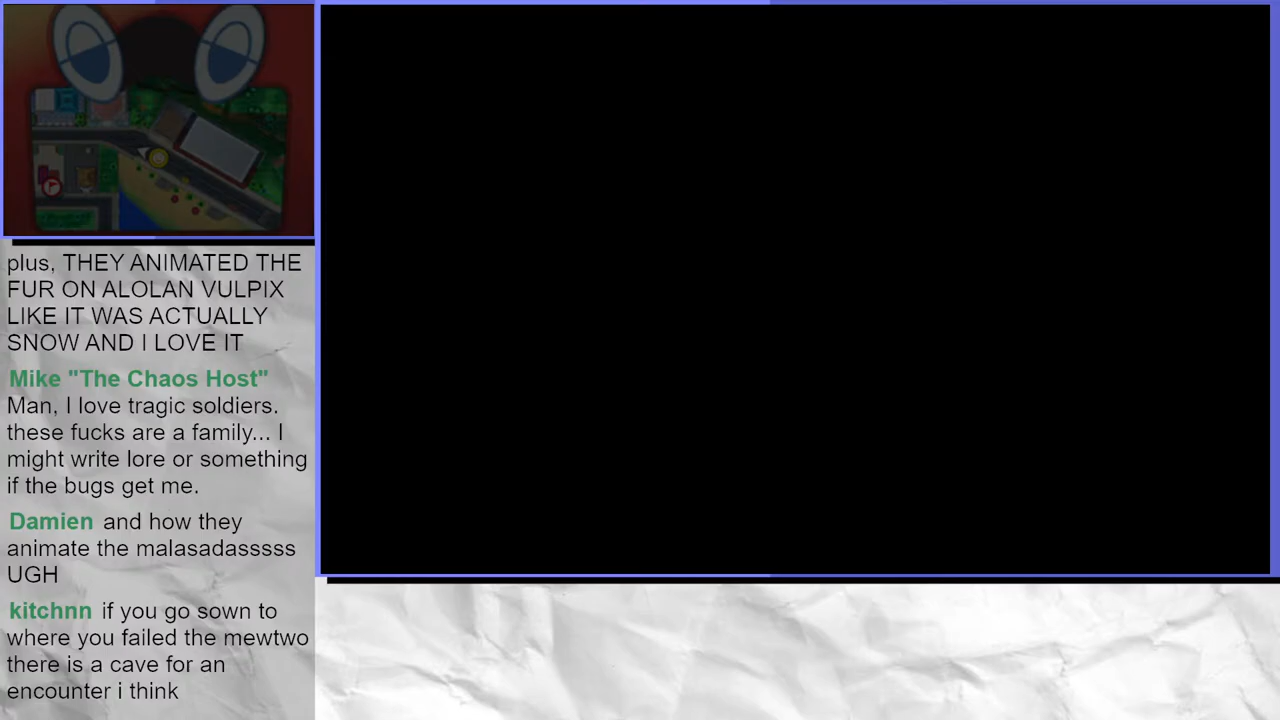 plus, THEY ANIMATED THE
FUR ON ALOLAN VULPIX
LIKE IT WAS ACTUALLY
SNOW AND I LOVE IT
Mike "The Chaos Host"
Man, I love tragic soldiers.
these fucks are a family... I
might write lore or something
if the bugs get me.
Damien and how they
animate the malasadasssss
UGH
kitchnn if you go sown to
where you failed the mewtwo
there is a cave for an
encounter i think